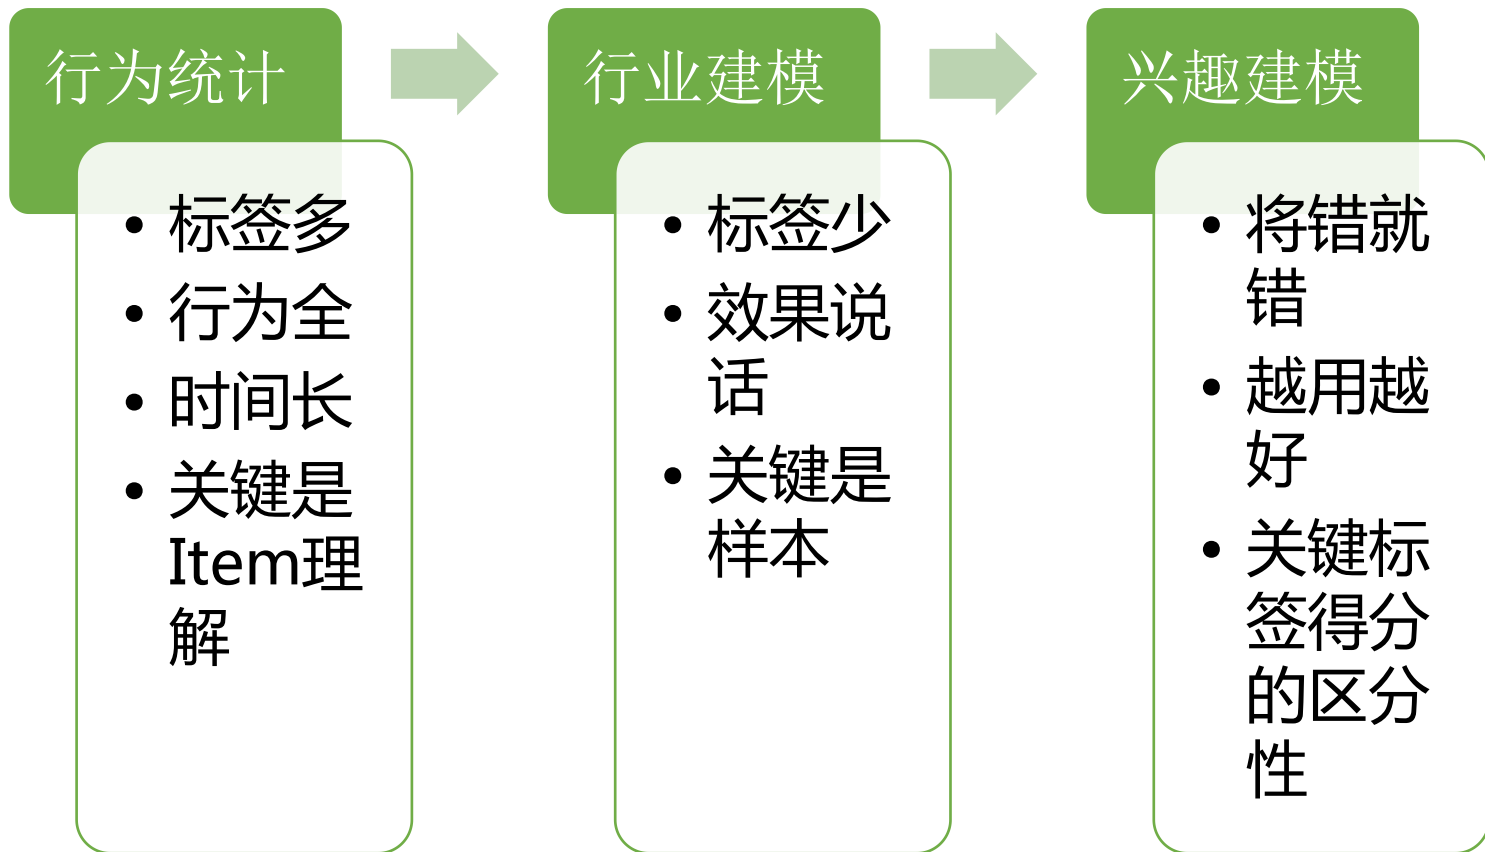 行为统计
• 标签多
• 行为全
• 时间长
• 关键是
Item理
解
行业建模
• 标签少
• 效果说
话
• 关键是
样本
兴趣建模
• 将错就
错
• 越用越
好
• 关键标
签得分
的区分
性